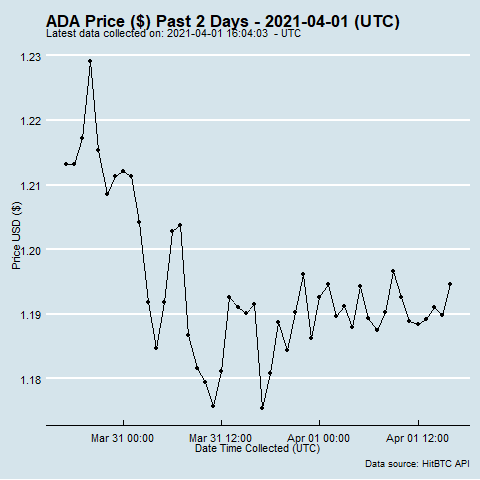 ADA Price ($) Past 2 Days - 2021-04-01 (UTC)
Latest data collected on: 2021-04-01 16:04:03 - UTC
1.23
1.22
1.21
1.20
1.19
1.18
Price USD ($)
Mar 31 00:00 Mar 31 12:00 Apr 01 00:00 Apr 01 12:00
Date Time Collected (UTC)
Data source: HitBTC API